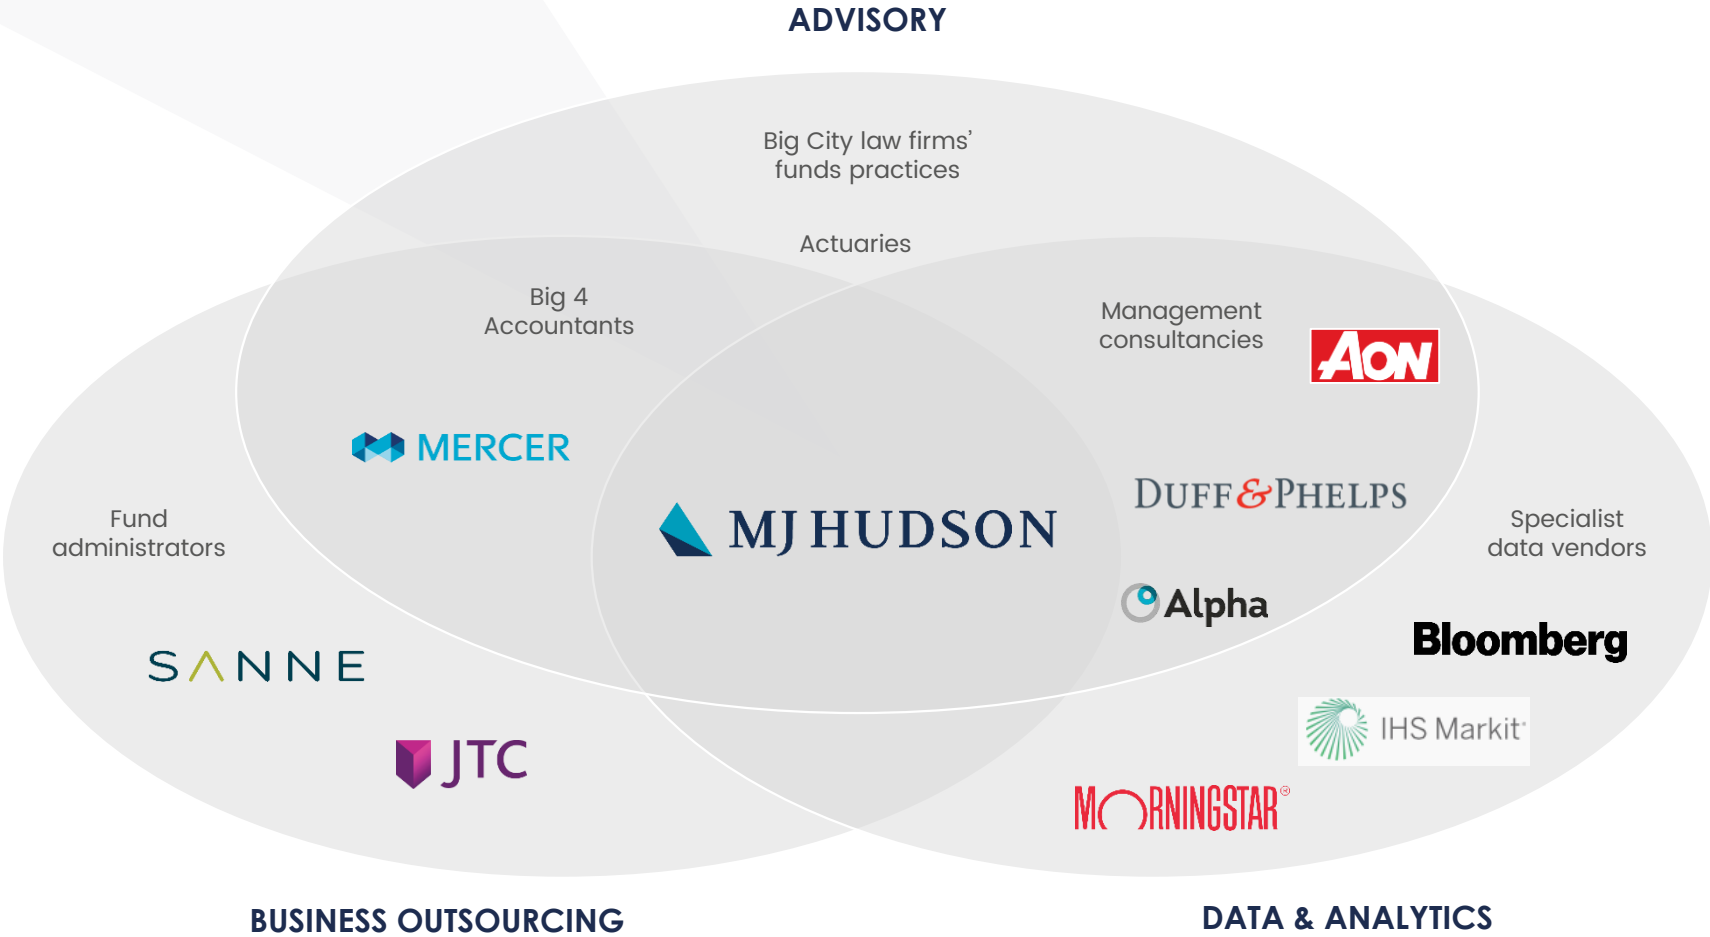 ADVISORY
Big City law firms’
funds practices
Actuaries
Big 4
Accountants
Management
consultancies
AON
MERCER
DUFF & PHELPS
MJ HUDSON
Fund
administrators
Specialist
data vendors
Alpha
Bloomberg
SANNE
IHS Markit®
JTC
MORNINGSTAR®
BUSINESS OUTSOURCING
DATA & ANALYTICS